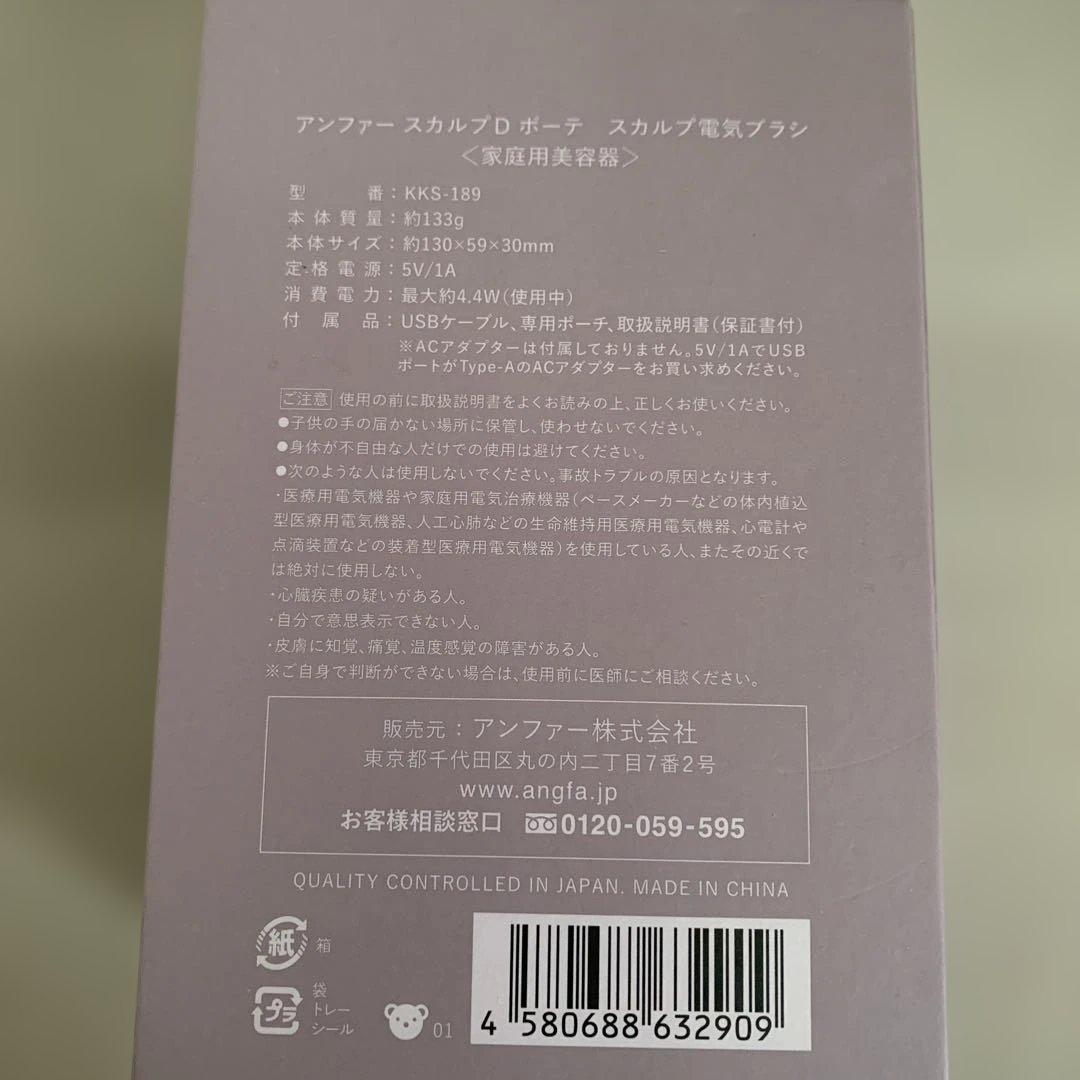 アンファー スカルプD ボーテ　スカルプ電気ブラシ
＜家庭用美容器＞
型番：KKS-189
本体質量：約133g
本体サイズ：約130×59×30mm
定格電源：5V/1A
消費電力：最大約4.4W(使用中)
付属品：USBケーブル、専用ポーチ、取扱説明書(保証書付)
※ACアダプターは付属しておりません。5V/1AでUSB
ポートがType-AのACアダプターをお買い求めください。
ご注意 使用の前に取扱説明書をよくお読みの上、正しくお使いください。
●子供の手の届かない場所に保管し、使わせないでください。
●身体が不自由な人だけでの使用は避けてください。
●次のような人は使用しないでください。事故トラブルの原因となります。
・医療用電気機器や家庭用電気治療機器(ペースメーカーなどの体内植込
型医療用電気機器、人工心肺などの生命維持用医療用電気機器、心電計や
点滴装置などの装着型医療用電気機器)を使用している人、またその近くで
は絶対に使用しない。
・心臓疾患の疑いがある人。
・自分で意思表示できない人。
・皮膚に知覚、痛覚、温度感覚の障害がある人。
※ご自身で判断ができない場合は、使用前に医師にご相談ください。
販売元：アンファー株式会社
東京都千代田区丸の内二丁目7番2号
www.angfa.jp
お客様相談窓口 0120-059-595
QUALITY CONTROLLED IN JAPAN. MADE IN CHINA
紙 箱
プラ 袋
トレー
シール
01
4 580688 632909